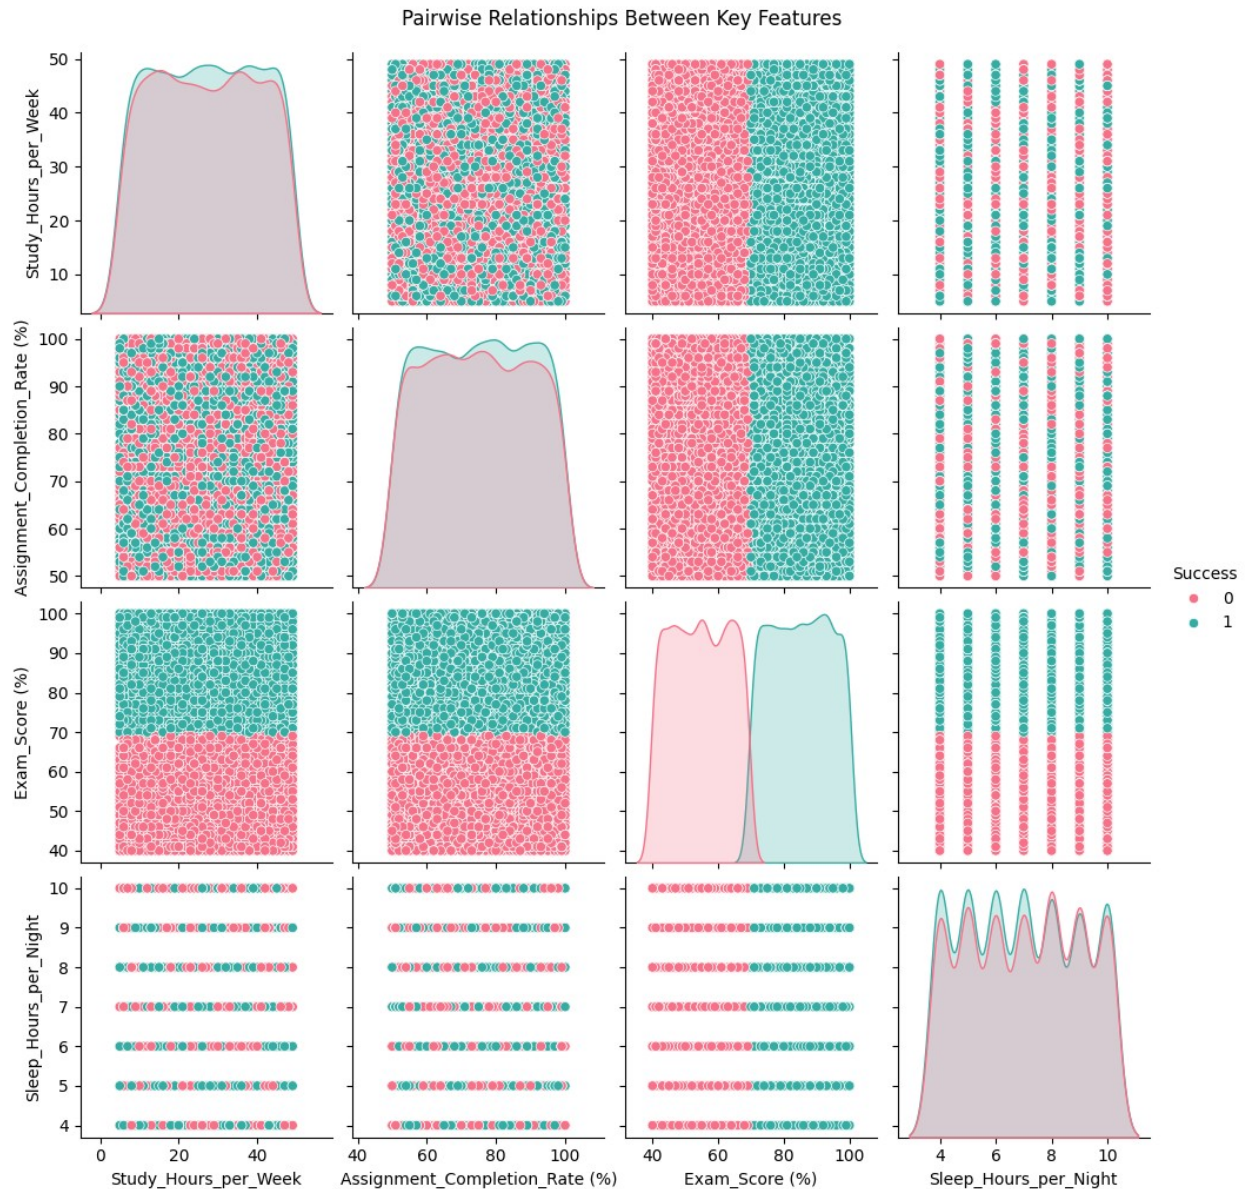 Pairwise Relationships Between Key Features
50
40
30
20
10
Study_Hours_per_Week
100
90
80
70
60
50
Assignment_Completion_Rate (%)
Success
0
1
100
90
80
70
60
50
40
Exam_Score (%)
10
9
8
7
6
5
4
Sleep_Hours_per_Night
0 20 40
60 80 100
40 60 80 100
4 6 8 10
Study_Hours_per_Week
Assignment_Completion_Rate (%)
Exam_Score (%)
Sleep_Hours_per_Night